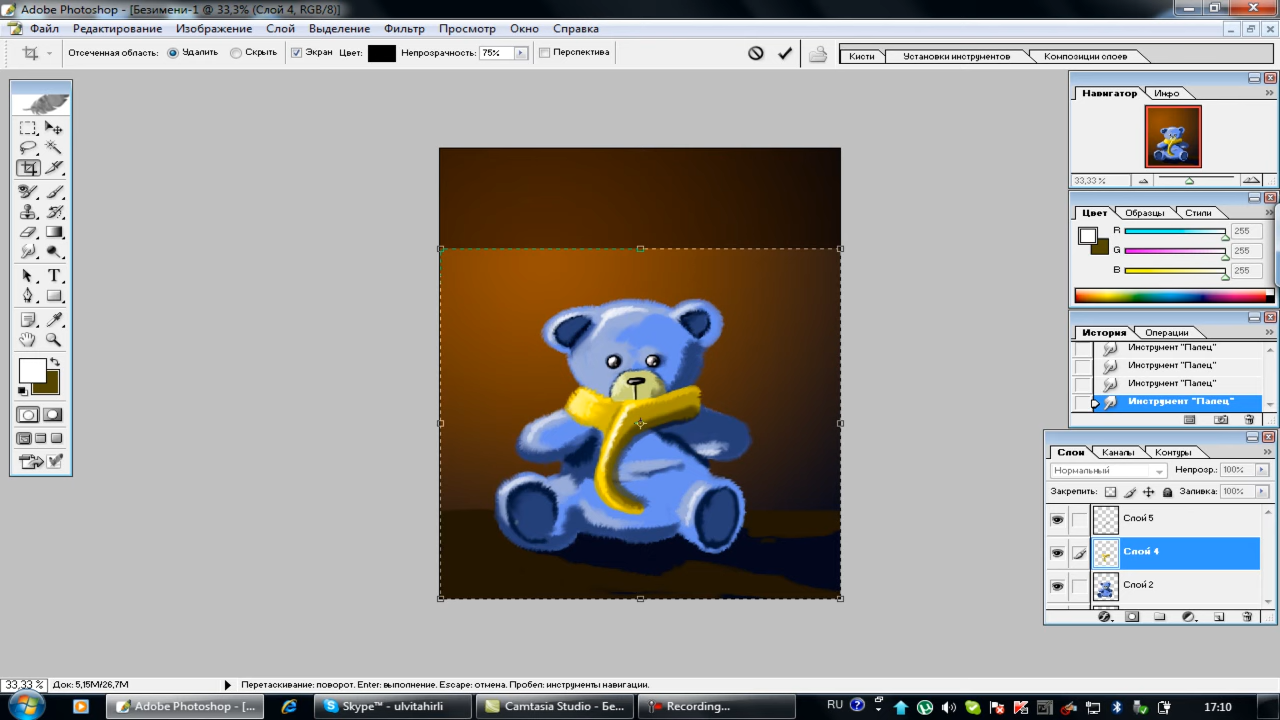 Adobe Photoshop - [Безимени-1 @ 33,3% (Слой 4, RGB/8)]
Файл Редактирование Изображение Слой Выделение Фильтр Просмотр Окно Справка
Отсеченная область: Удалить Скрыть Экран Цвет: Непрозрачность: 75% Перспектива
Кисти Установки инструментов Композиции слоев
Навигатор Инфо
33,33 %
Цвет Образцы Стили
R 255
G 255
B 255
История Операции
Инструмент "Палец"
Инструмент "Палец"
Инструмент "Палец"
Инструмент "Палец"
Слои Каналы Контуры
Нормальный Непрозр.: 100%
Закрепить: Заливка: 100%
Слой 5
Слой 4
Слой 2
33,33 % Док: 5,15M/26,7M Перетаскивание: поворот. Enter: выполнение. Escape: отмена. Пробел: инструменты навигации.
Adobe Photoshop - [... Skype™ - ulvitahirli Camtasia Studio - Бе... Recording... RU 17:10